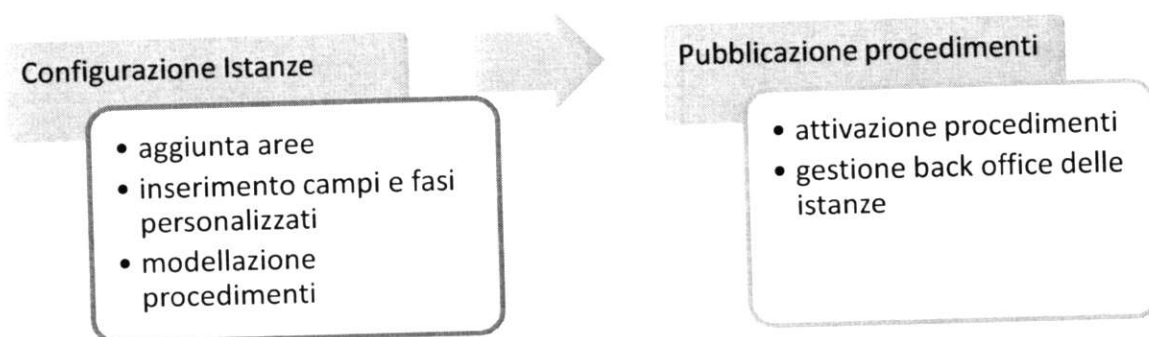 Configurazione Istanze
• aggiunta aree
• inserimento campi e fasi
personalizzati
• modellazione
procedimenti
Pubblicazione procedimenti
• attivazione procedimenti
• gestione back office delle
istanze